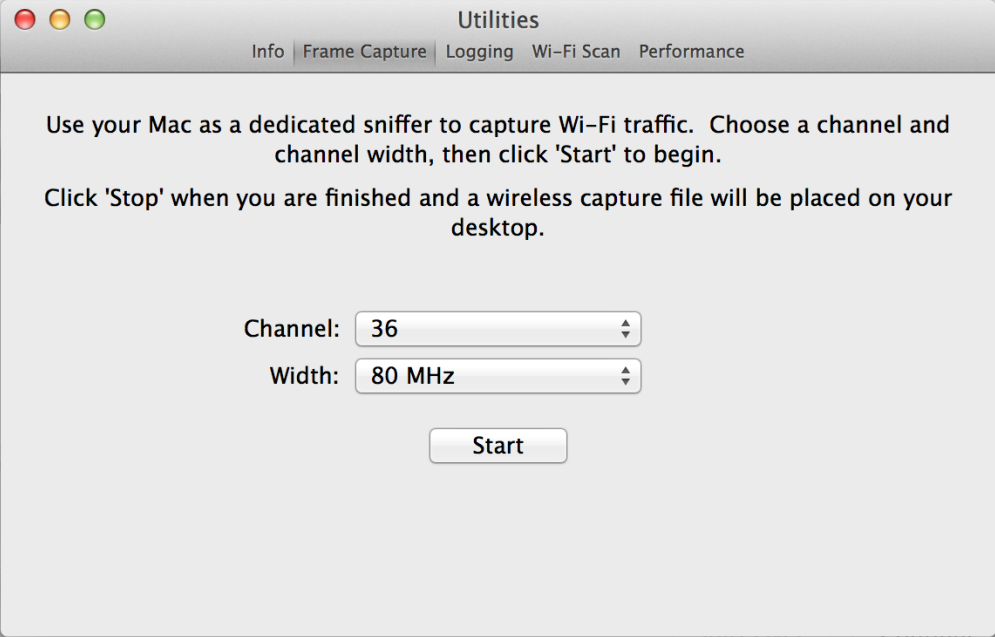 Utilities
Info Frame Capture Logging Wi-Fi Scan Performance
Use your Mac as a dedicated sniffer to capture Wi-Fi traffic.  Choose a channel and
channel width, then click 'Start' to begin.
Click 'Stop' when you are finished and a wireless capture file will be placed on your
desktop.
Channel: 36
Width: 80 MHz
Start